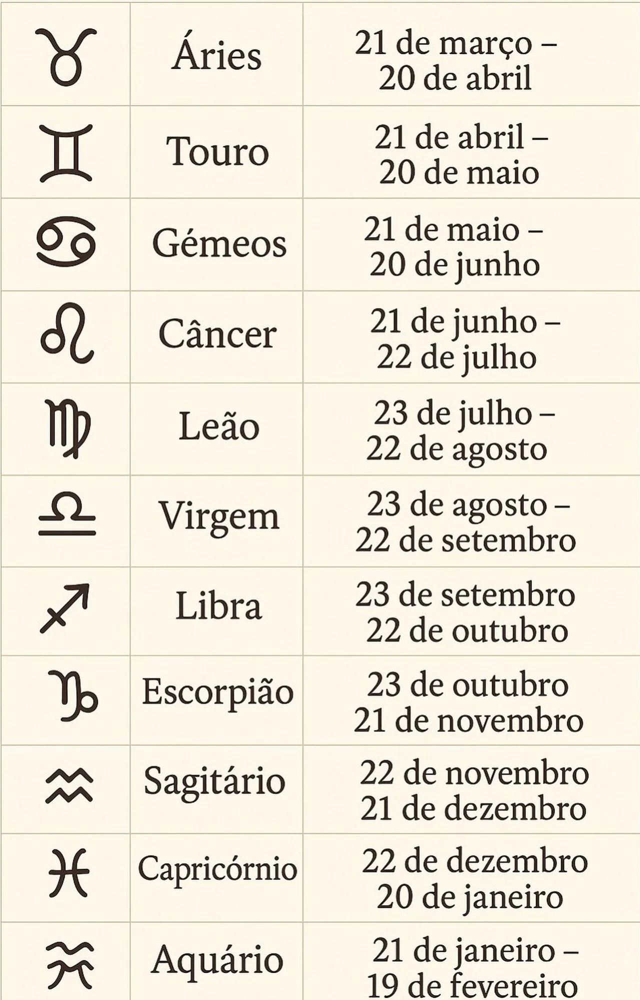 Áries
21 de março –
20 de abril
Touro
21 de abril –
20 de maio
Gémeos
21 de maio –
20 de junho
Câncer
21 de junho –
22 de julho
Leão
23 de julho –
22 de agosto
Virgem
23 de agosto –
22 de setembro
Libra
23 de setembro
22 de outubro
Escorpião
23 de outubro
21 de novembro
Sagitário
22 de novembro
21 de dezembro
Capricórnio
22 de dezembro
20 de janeiro
Aquário
21 de janeiro –
19 de fevereiro